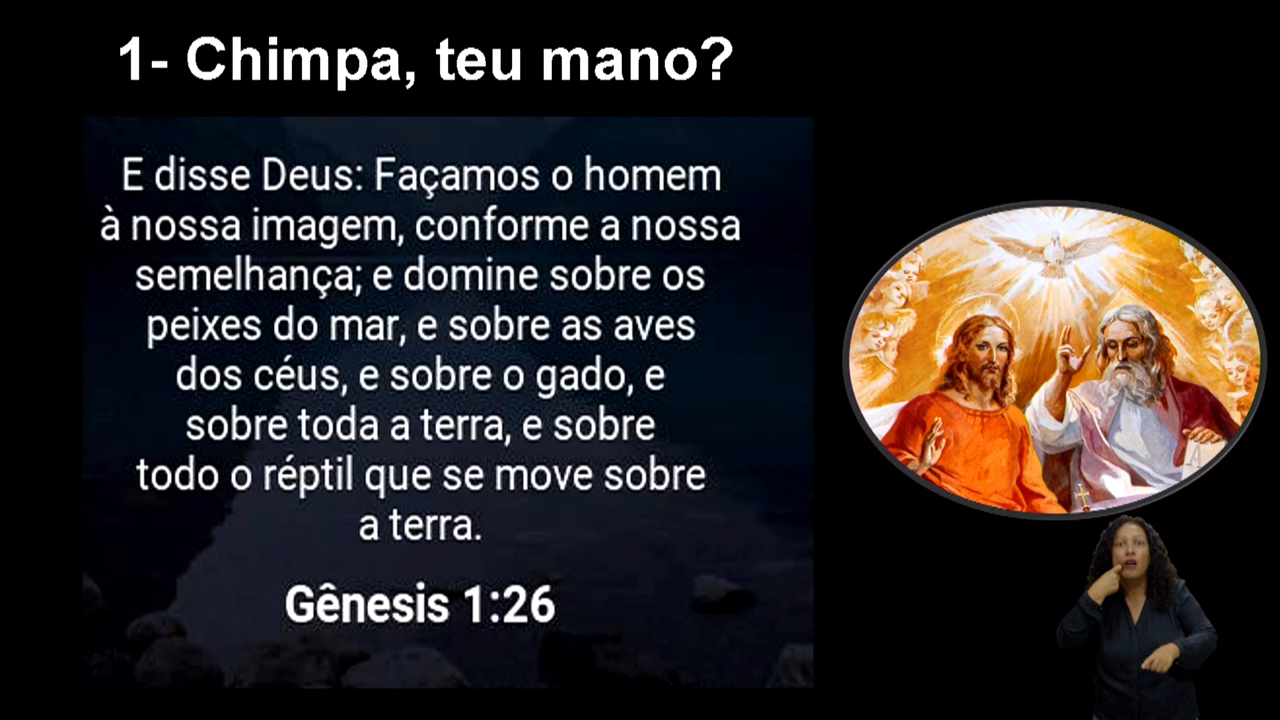 1- Chimpa, teu mano?
E disse Deus: Façamos o homem
à nossa imagem, conforme a nossa
semelhança; e domine sobre os
peixes do mar, e sobre as aves
dos céus, e sobre o gado, e
sobre toda a terra, e sobre
todo o réptil que se move sobre
a terra.
Gênesis 1:26